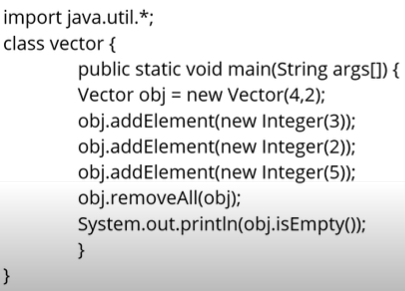 import java.util.*;
class vector {
public static void main(String args[]) {
Vector obj = new Vector(4,2);
obj.addElement(new Integer(3));
obj.addElement(new Integer(2));
obj.addElement(new Integer(5));
obj.removeAll(obj);
System.out.println(obj.isEmpty());
}
}